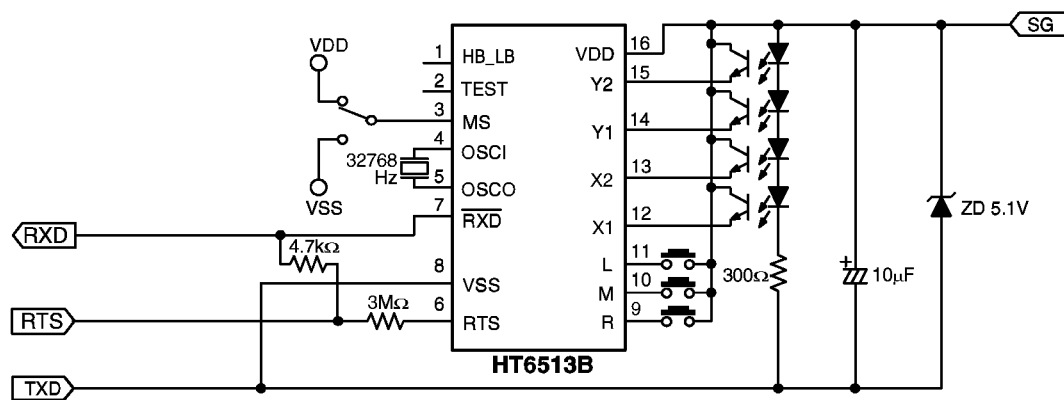 SG
VDD
16
VDD
1
HB_LB
15
Y2
2
TEST
3
MS
14
Y1
4
OSCI
32768
Hz
13
X2
5
OSCO
VSS
7
RXD
12
X1
ZD 5.1V
RXD
4.7kΩ
11
L
300Ω
10μF
+
8
VSS
10
M
RTS
3MΩ
6
RTS
9
R
HT6513B
TXD